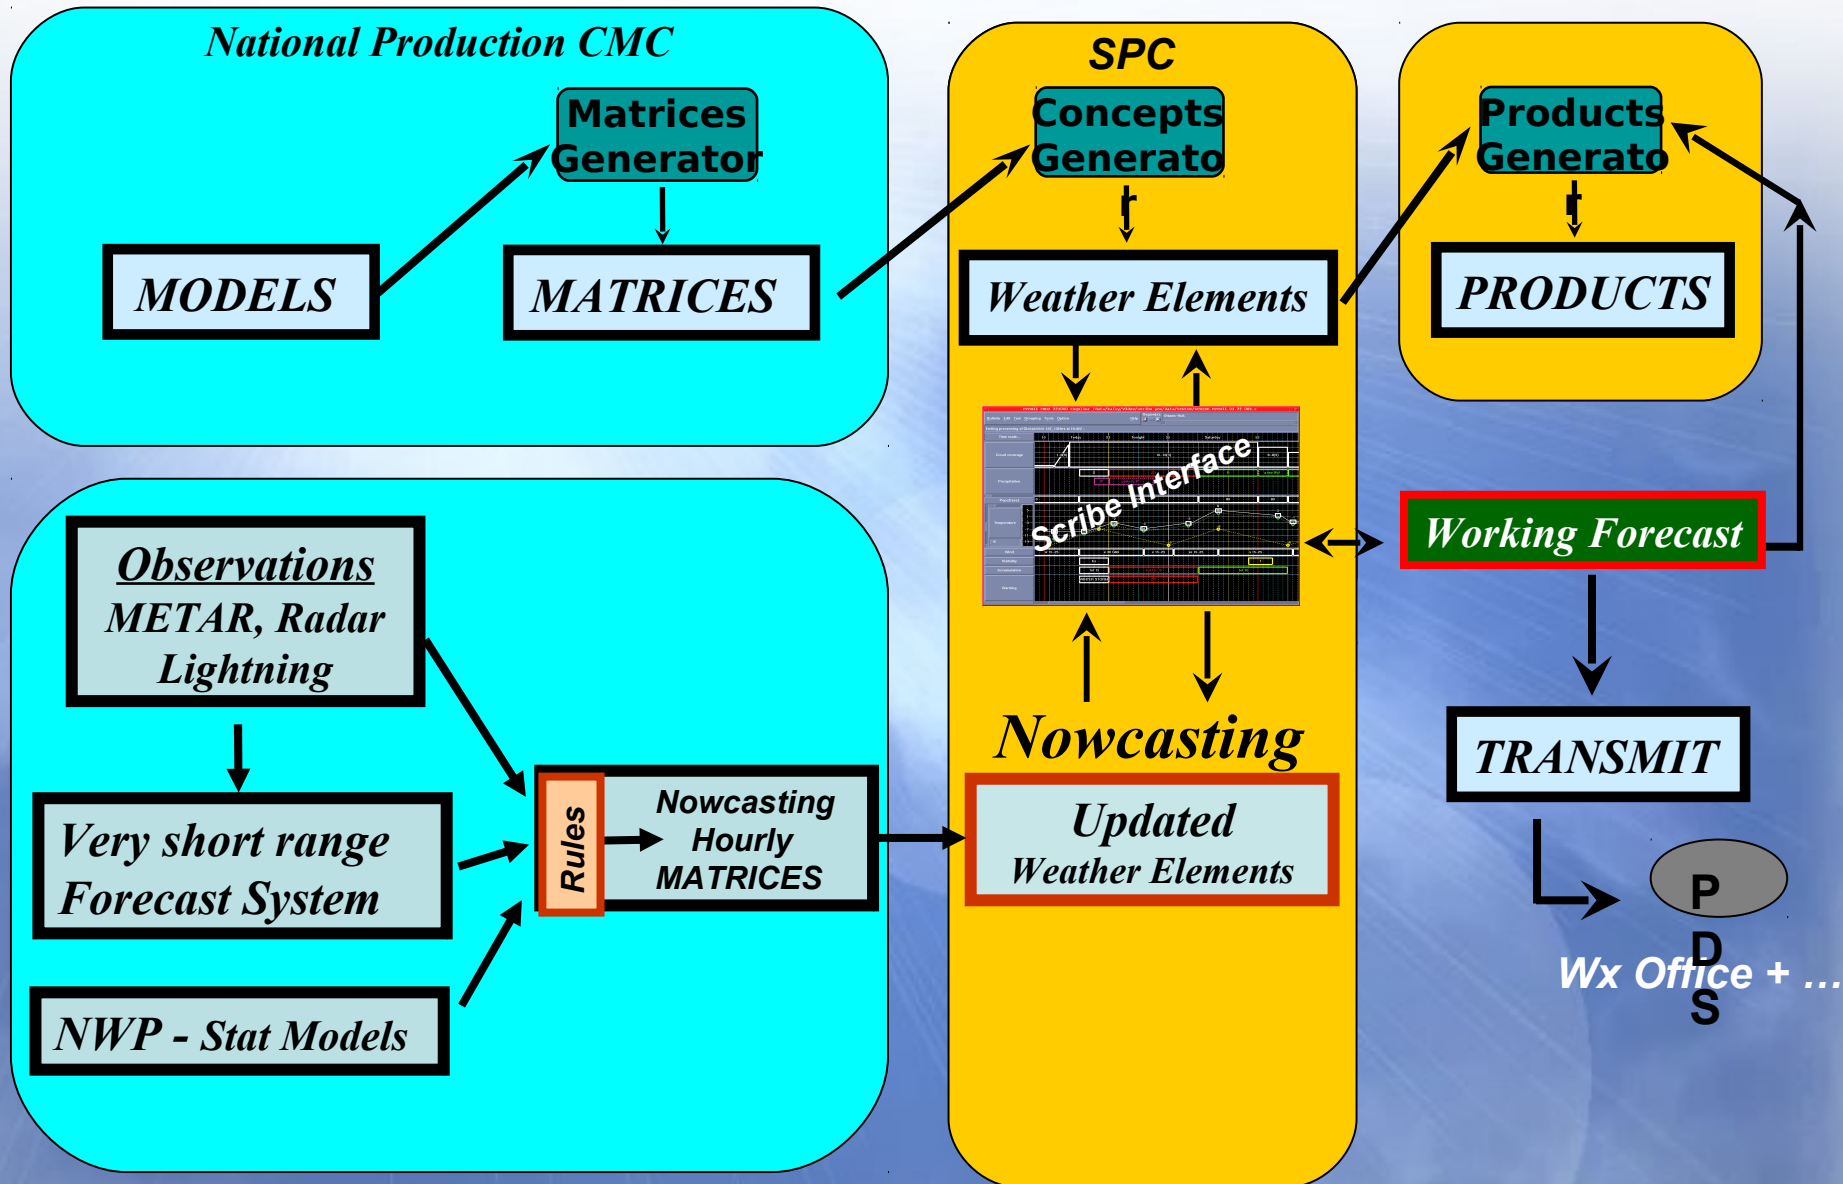 National Production CMC
SPC
Matrices
Generator
Concepts
Generato
r
Products
Generato
r
MODELS
MATRICES
Weather Elements
PRODUCTS
Scribe Interface
Working Forecast
Observations
METAR, Radar
Lightning
Very short range
Forecast System
NWP - Stat Models
Rules
Nowcasting
Hourly
MATRICES
Nowcasting
Updated
Weather Elements
TRANSMIT
P
D
S
Wx Office + ...